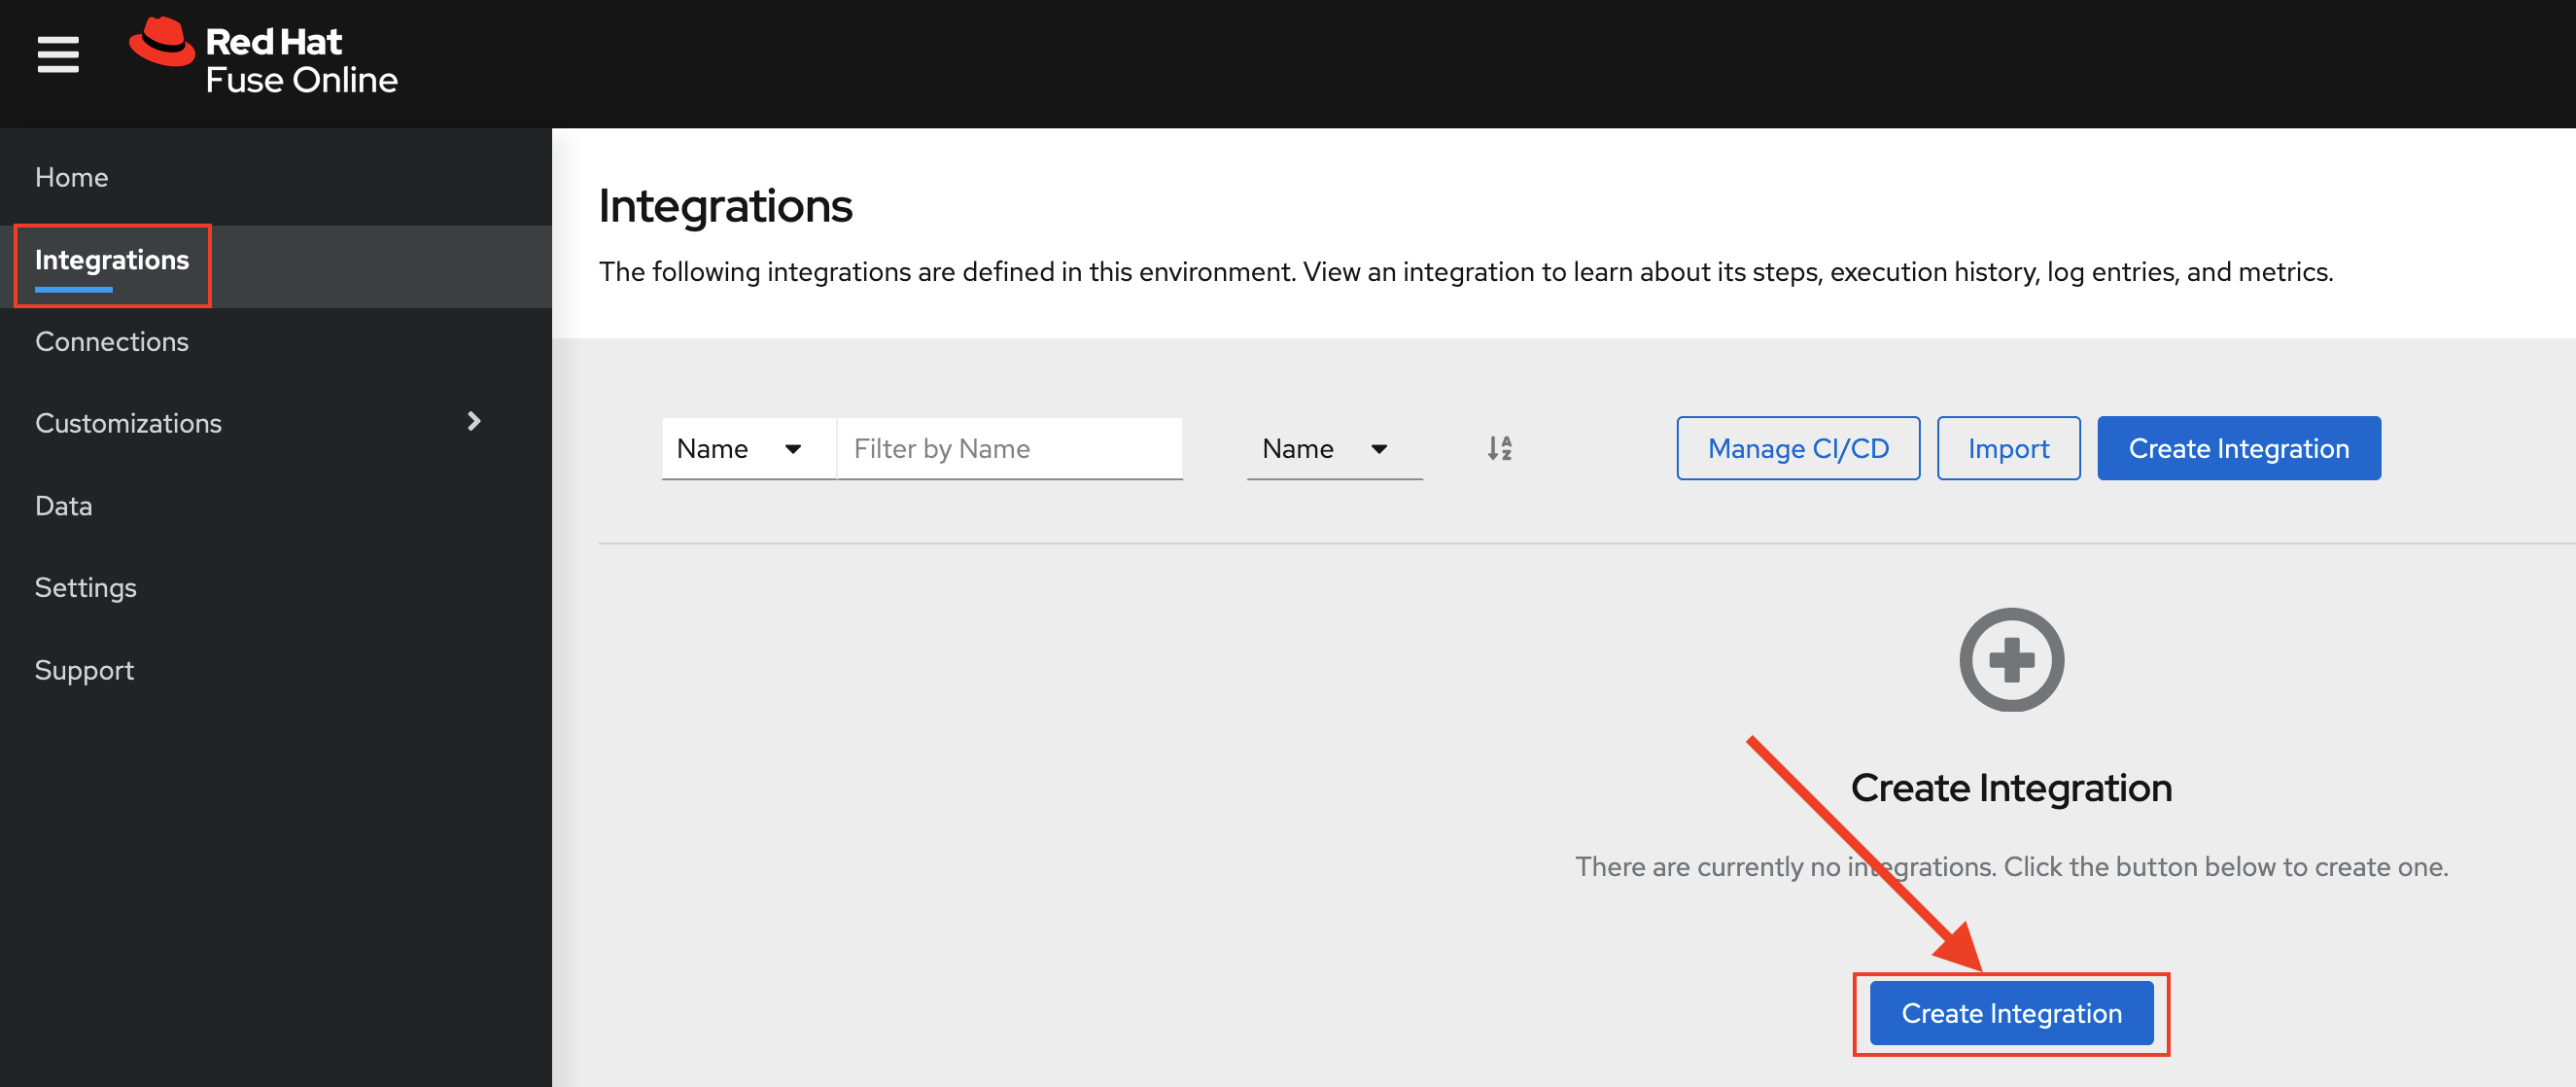 Red Hat
Fuse Online
Home
Integrations
Connections
Customizations
Data
Settings
Support
Integrations
The following integrations are defined in this environment. View an integration to learn about its steps, execution history, log entries, and metrics.
Name Filter by Name Name Manage CI/CD Import Create Integration
Create Integration
There are currently no integrations. Click the button below to create one.
Create Integration